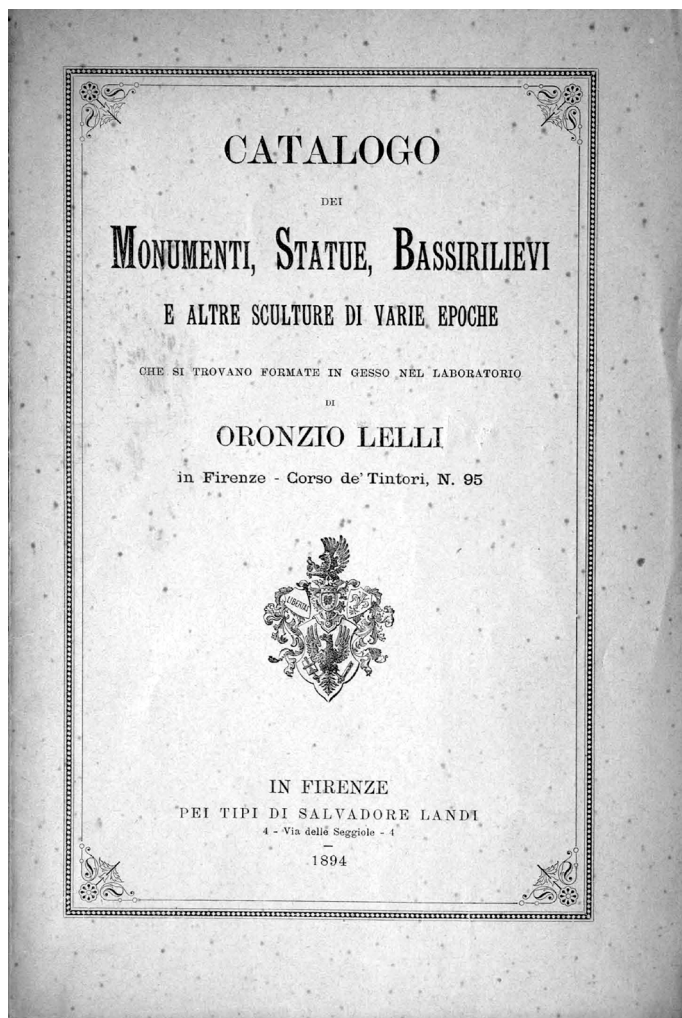 CATALOGO
DEI
MONUMENTI, STATUE, BASSIRILIEVI
E ALTRE SCULTURE DI VARIE EPOCHE
CHE SI TROVANO FORMATE IN GESSO NEL LABORATORIO
DI
ORONZIO LELLI
in Firenze - Corso de' Tintori, N. 95
LIBERTAS
IN FIRENZE
PEI TIPI DI SALVADORE LANDI
4 - Via delle Seggiole - 4
1894